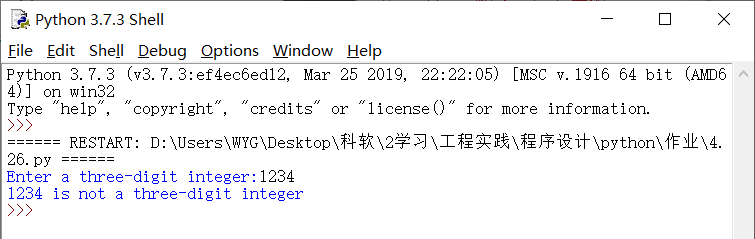 Python 3.7.3 Shell
File Edit Shell Debug Options Window Help
Python 3.7.3 (v3.7.3:ef4ec6ed12, Mar 25 2019, 22:22:05) [MSC v.1916 64 bit (AMD6
4)] on win32
Type "help", "copyright", "credits" or "license()" for more information.
>>>
====== RESTART: D:\Users\WYG\Desktop\科软\2学习\工程实践\程序设计\python\作业\4.
26.py ======
Enter a three-digit integer:1234
1234 is not a three-digit integer
>>>